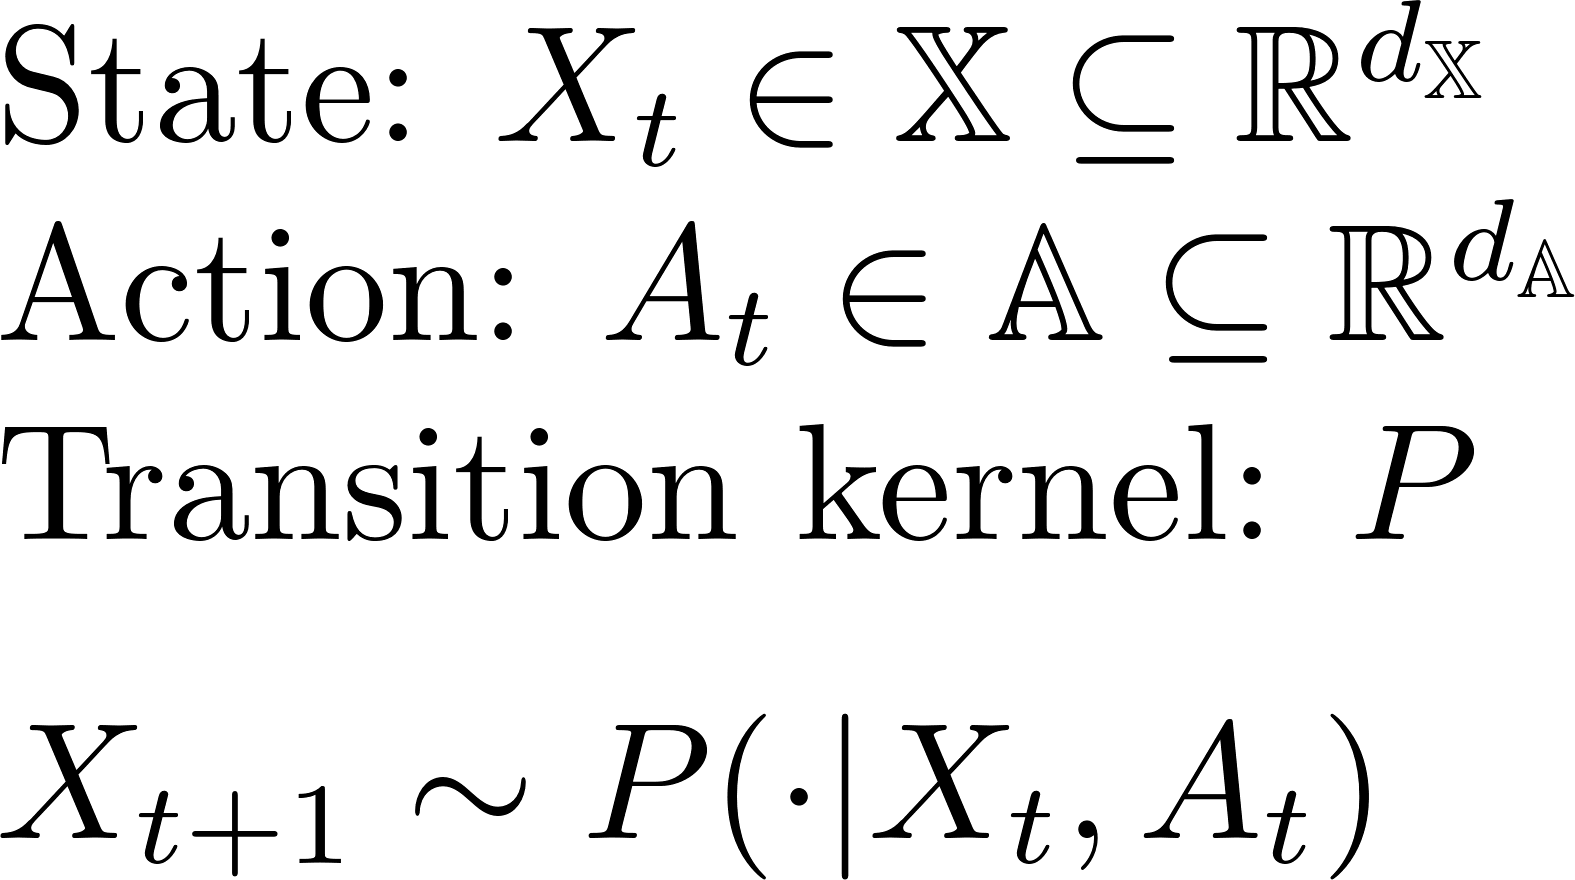 State: $X_t \in \mathbb{X} \subseteq \mathbb{R}^{d_{\mathbb{X}}}$
Action: $A_t \in \mathbb{A} \subseteq \mathbb{R}^{d_{\mathbb{A}}}$
Transition kernel: $P$
$X_{t+1} \sim P(\cdot | X_t, A_t)$